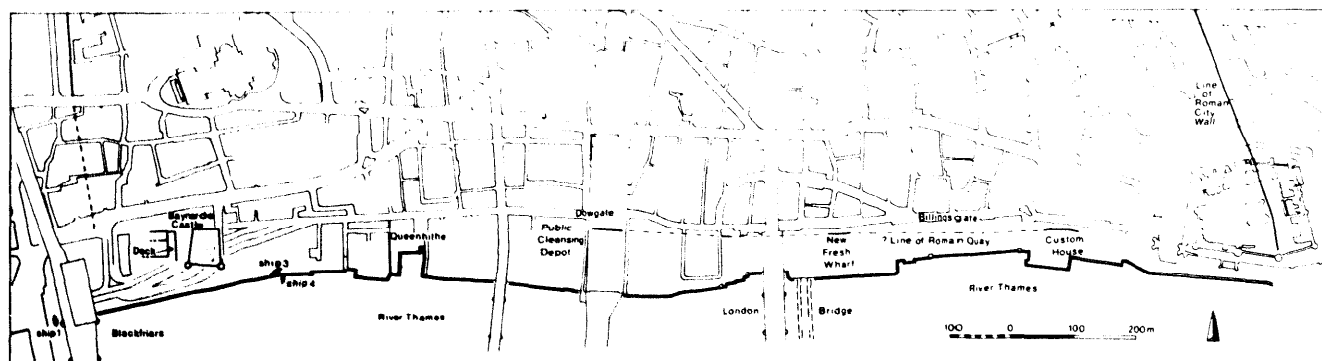 Line
of
Roman
City
Wall
Baynards
Castle
Dock
Queenhithe
Dowgate
Public
Cleansing
Depot
Billingsgate
New
Fresh
Wharf
? Line of Roman Quay
Custom
House
ship 3
ship 4
ship 1
Blackfriars
River Thames
London Bridge
River Thames
100 0 100 200m